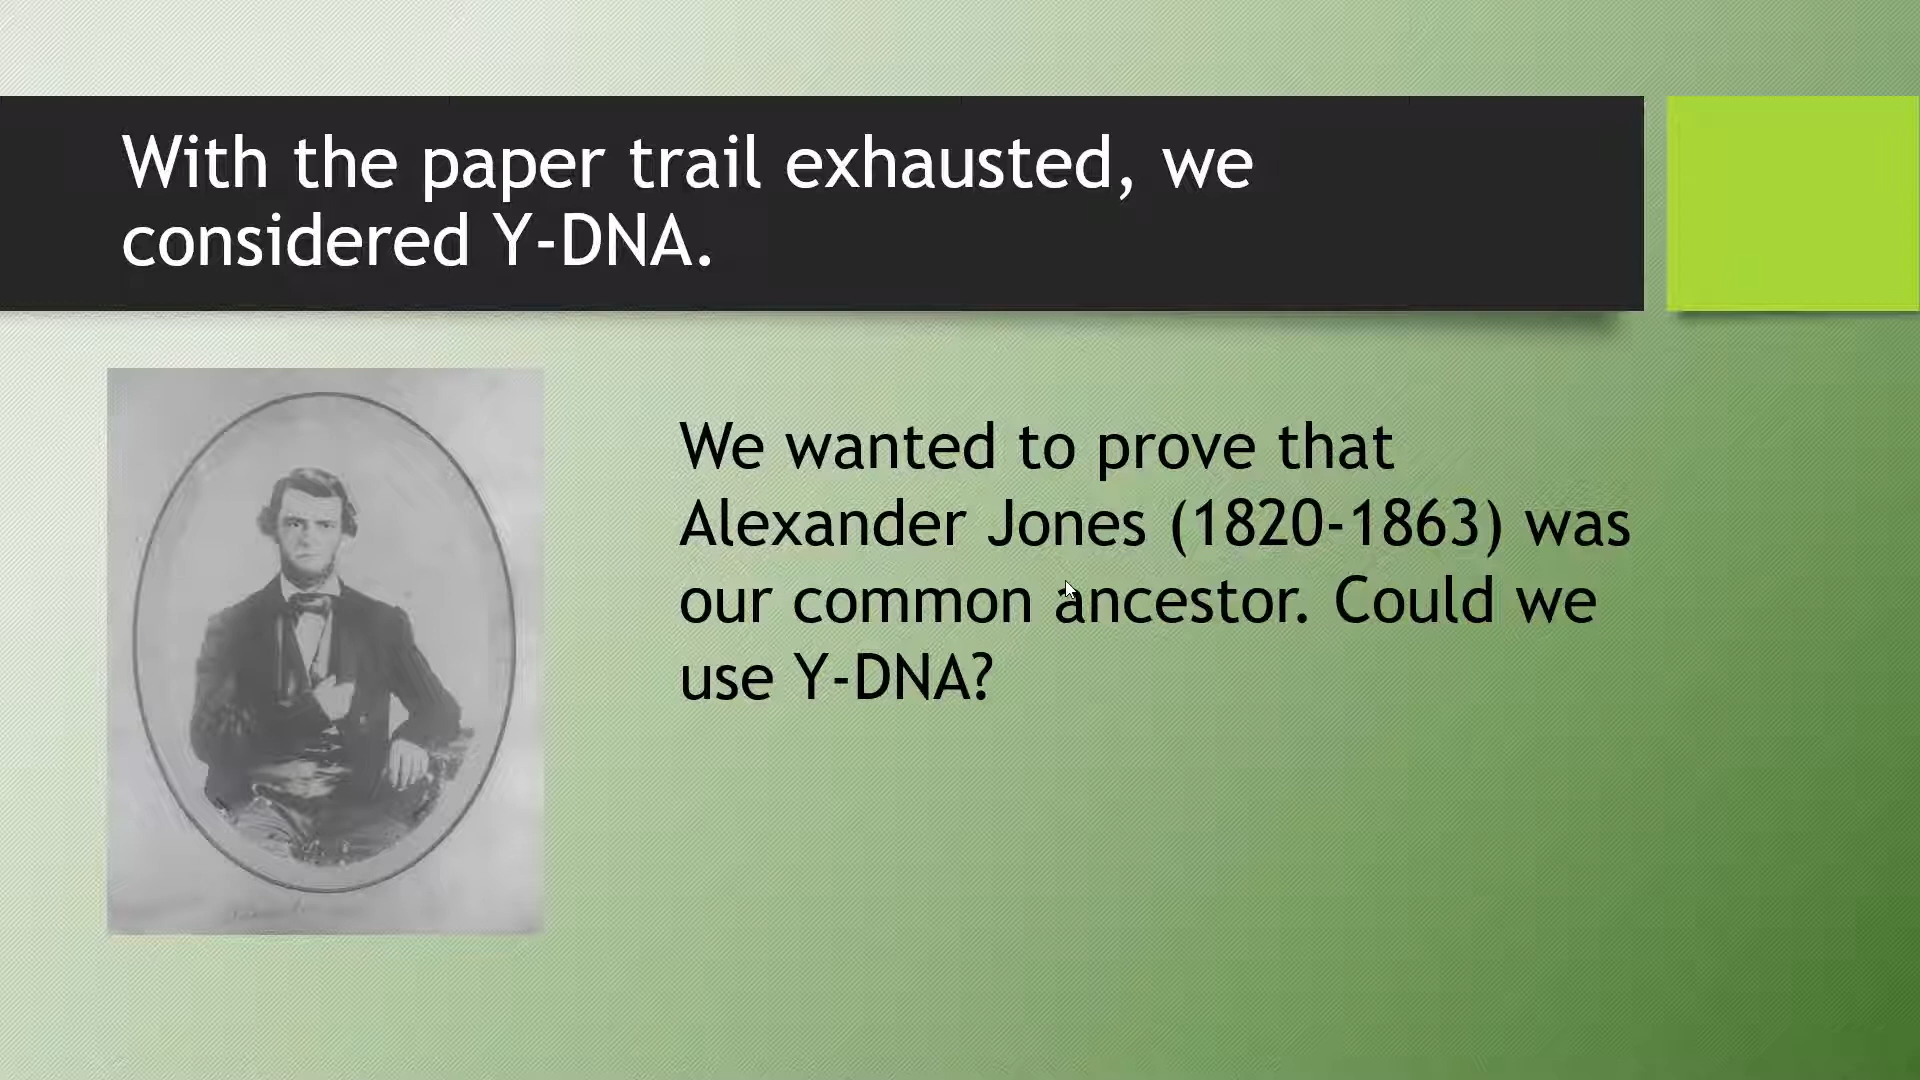 With the paper trail exhausted, we
considered Y-DNA.
We wanted to prove that
Alexander Jones (1820-1863) was
our common ancestor. Could we
use Y-DNA?